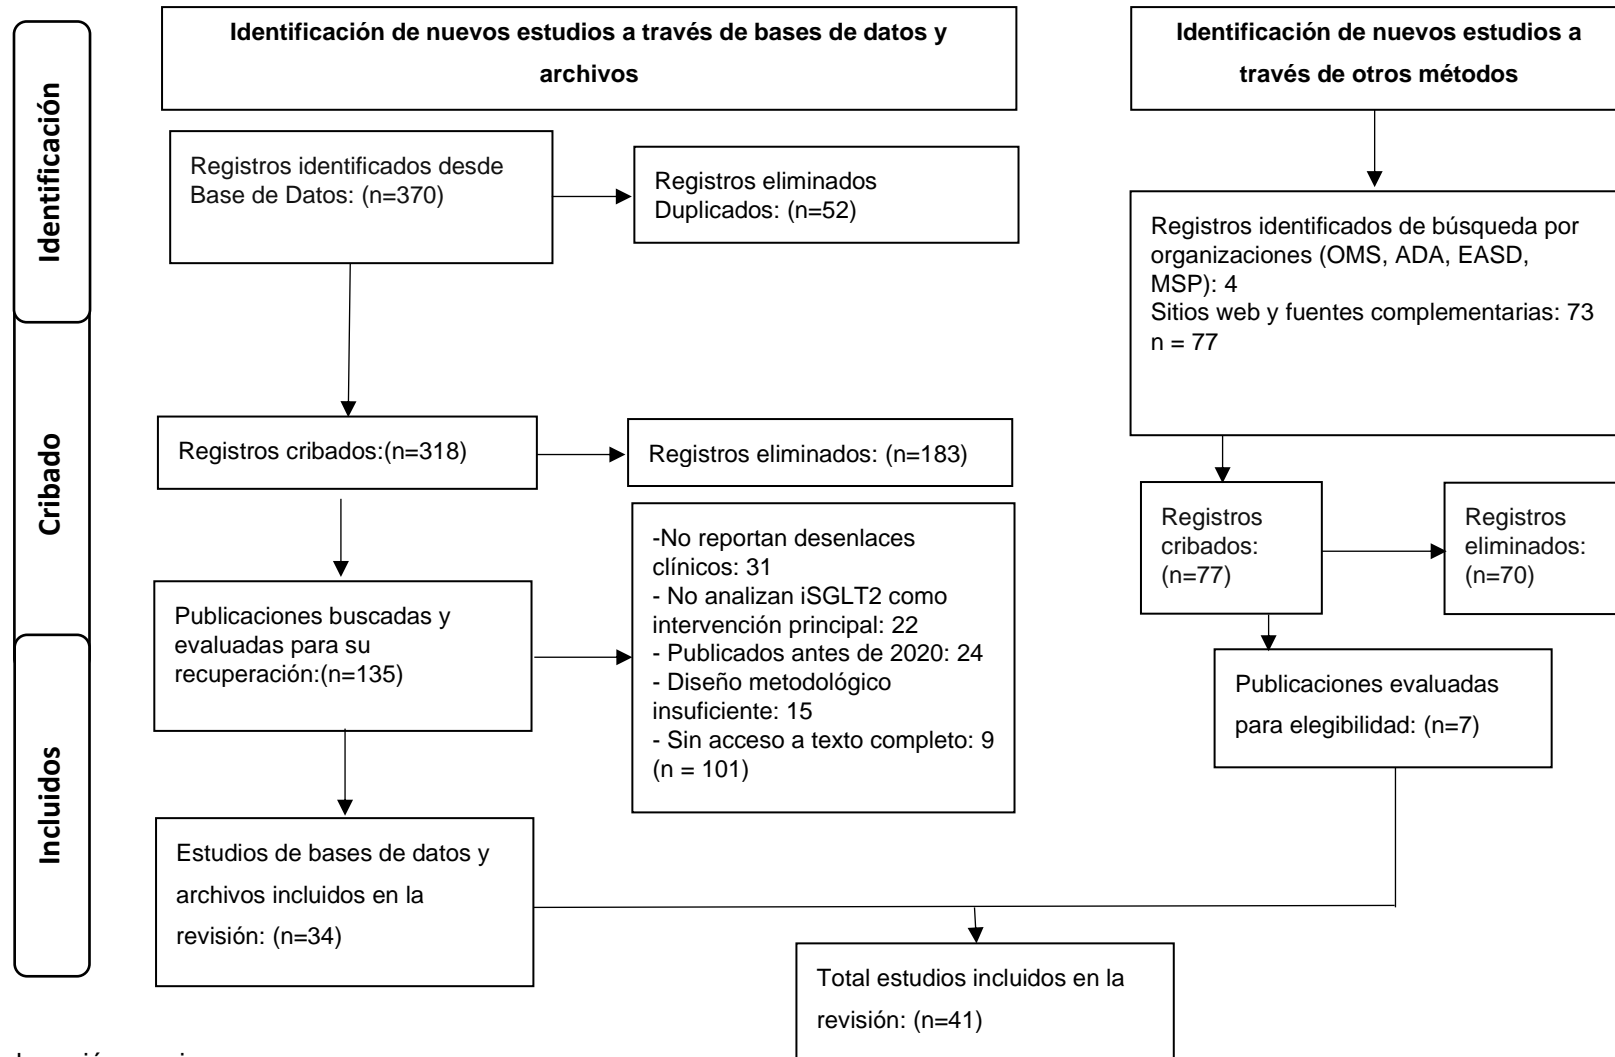 Identificación de nuevos estudios a través de bases de datos y
archivos
Identificación de nuevos estudios a
través de otros métodos
Identificación
Registros identificados desde
Base de Datos: (n=370)
Registros eliminados
Duplicados: (n=52)
Registros identificados de búsqueda por
organizaciones (OMS, ADA, EASD,
MSP): 4
Sitios web y fuentes complementarias: 73
n = 77
Cribado
Registros cribados:(n=318)
Registros eliminados: (n=183)
Registros
cribados:
(n=77)
Registros
eliminados:
(n=70)
Publicaciones buscadas y
evaluadas para su
recuperación:(n=135)
-No reportan desenlaces
clínicos: 31
- No analizan iSGLT2 como
intervención principal: 22
- Publicados antes de 2020: 24
- Diseño metodológico
insuficiente: 15
- Sin acceso a texto completo: 9
(n = 101)
Publicaciones evaluadas
para elegibilidad: (n=7)
Incluidos
Estudios de bases de datos y
archivos incluidos en la
revisión: (n=34)
Total estudios incluidos en la
revisión: (n=41)